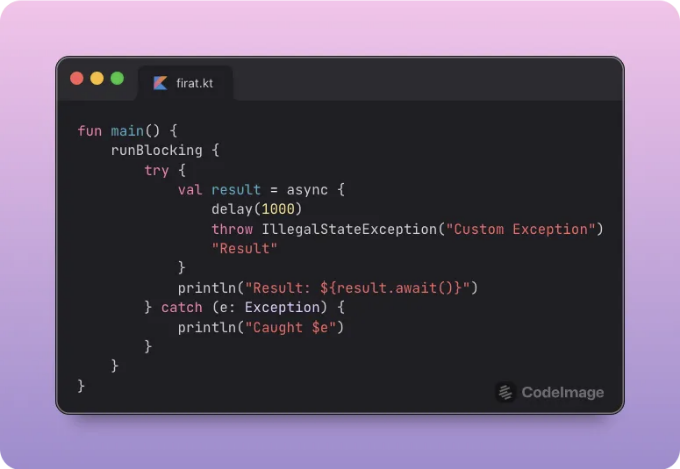 firat.kt
fun main() {
    runBlocking {
        try {
            val result = async {
                delay(1000)
                throw IllegalStateException("Custom Exception")
                "Result"
            }
            println("Result: ${result.await()}")
        } catch (e: Exception) {
            println("Caught $e")
        }
    }
}
CodeImage